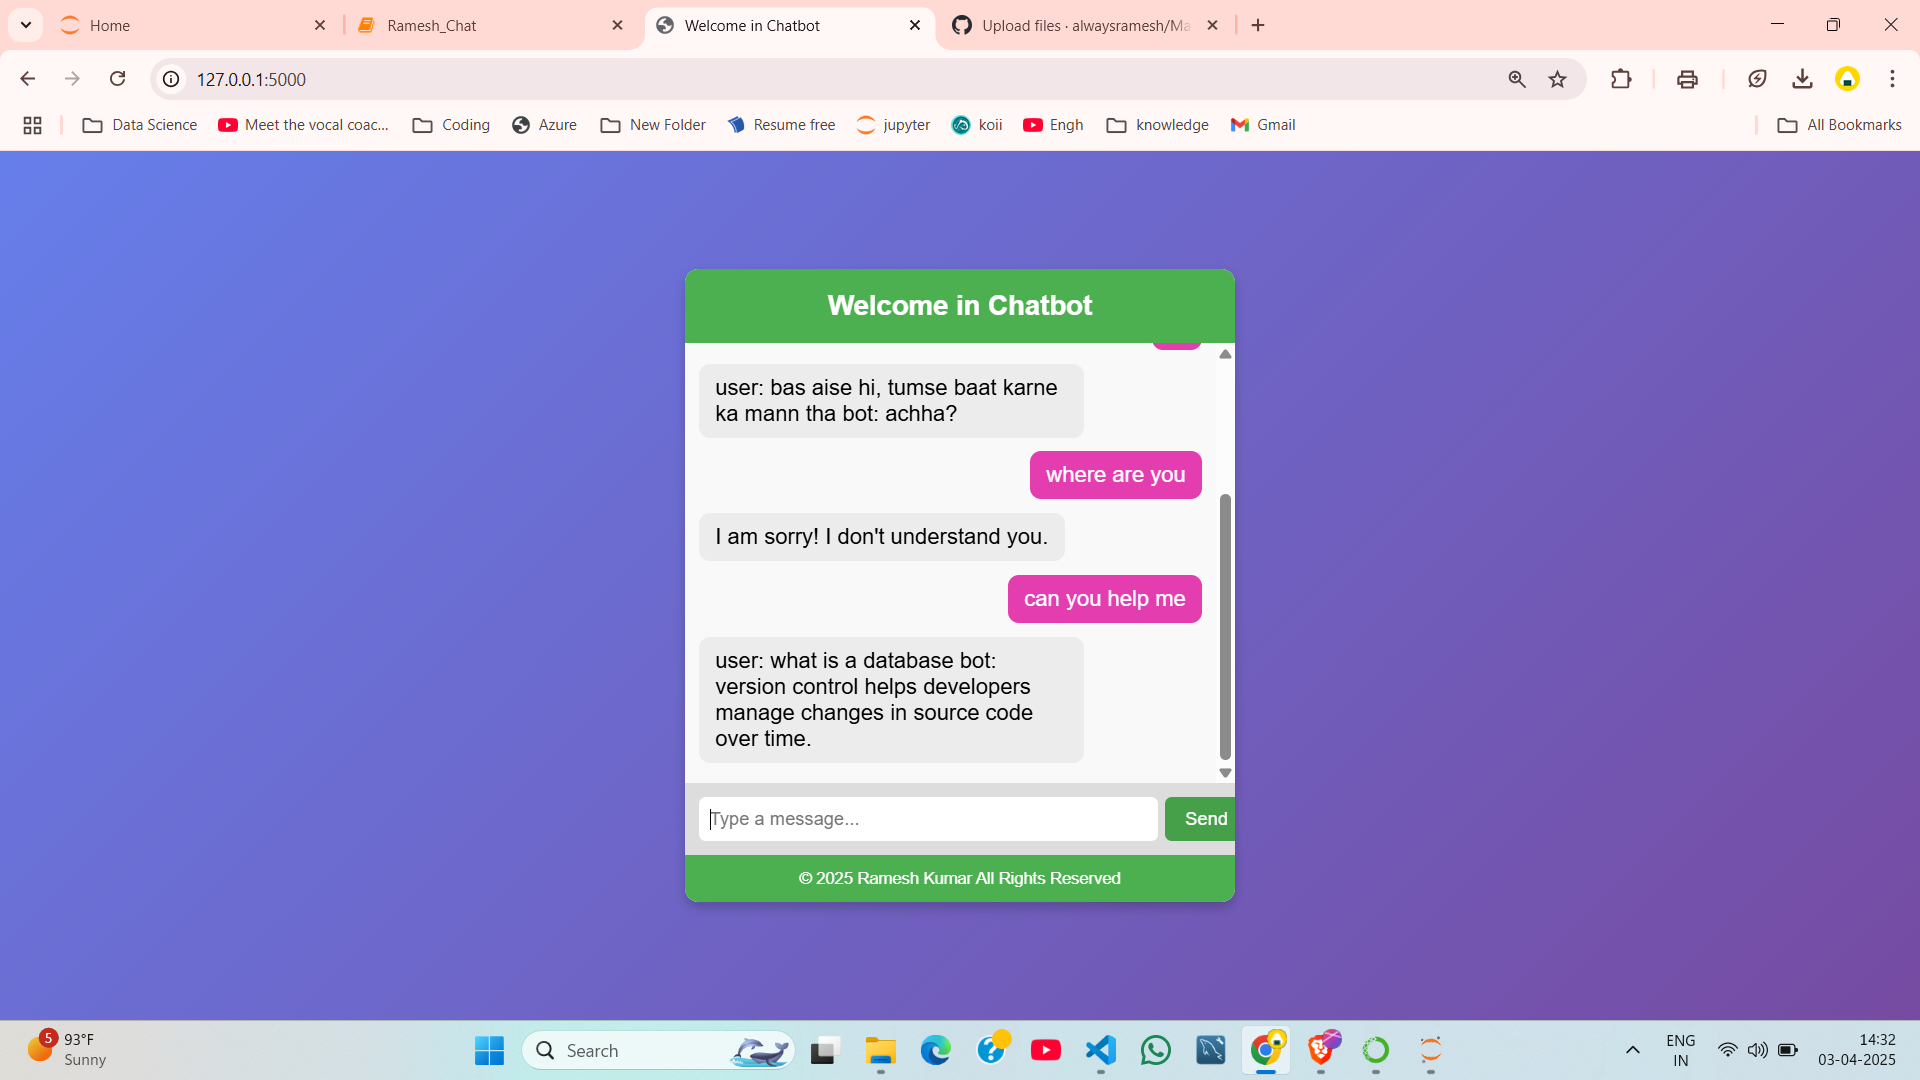 Home
Ramesh_Chat
Welcome in Chatbot
Upload files · alwaysramesh/Ma
127.0.0.1:5000
Data Science
Meet the vocal coac...
Coding
Azure
New Folder
Resume free
jupyter
koii
Engh
knowledge
Gmail
All Bookmarks
Welcome in Chatbot
user: bas aise hi, tumse baat karne
ka mann tha bot: achha?
where are you
I am sorry! I don't understand you.
can you help me
user: what is a database bot:
version control helps developers
manage changes in source code
over time.
Type a message...
Send
© 2025 Ramesh Kumar All Rights Reserved
5
93°F
Sunny
Search
ENG
IN
14:32
03-04-2025